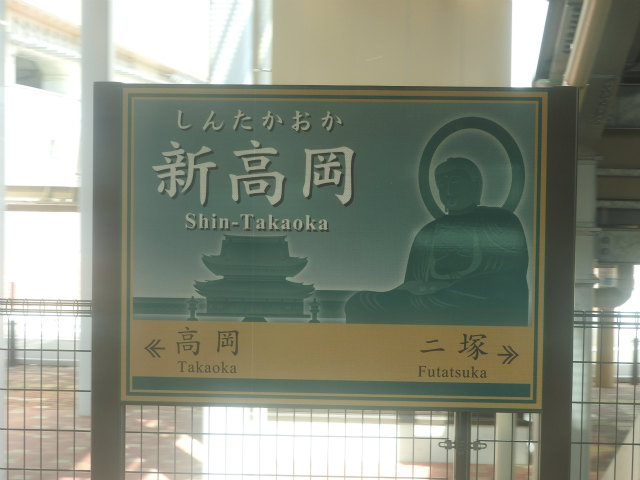 しんたかおか
新高岡
Shin-Takaoka
高岡
Takaoka
二塚
Futatsuka